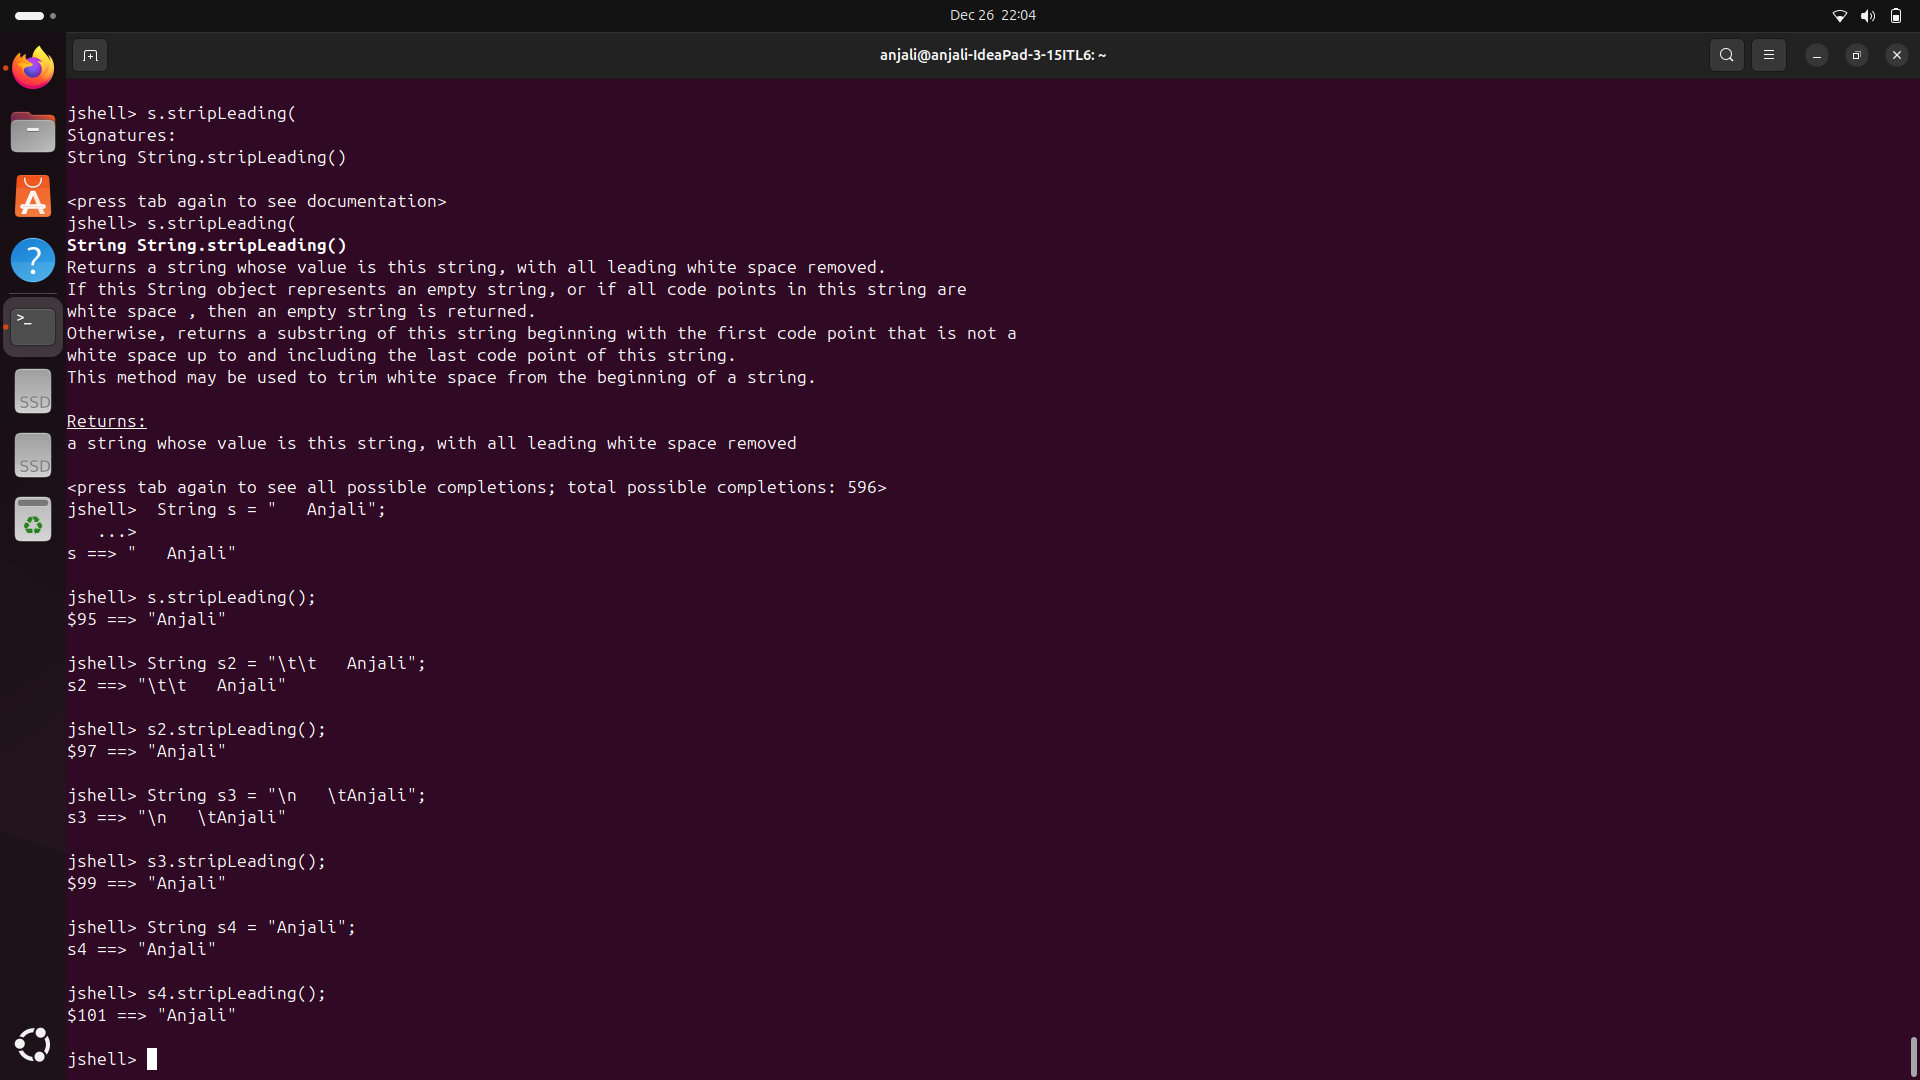 Dec 26 22:04
anjali@anjali-IdeaPad-3-15ITL6: ~
jshell> s.stripLeading(
Signatures:
String String.stripLeading()
<press tab again to see documentation>
jshell> s.stripLeading(
String String.stripLeading()
Returns a string whose value is this string, with all leading white space removed.
If this String object represents an empty string, or if all code points in this string are
white space , then an empty string is returned.
Otherwise, returns a substring of this string beginning with the first code point that is not a
white space up to and including the last code point of this string.
This method may be used to trim white space from the beginning of a string.
Returns:
a string whose value is this string, with all leading white space removed
<press tab again to see all possible completions; total possible completions: 596>
jshell>  String s = "   Anjali";
   ...>
s ==> "   Anjali"
jshell> s.stripLeading();
$95 ==> "Anjali"
jshell> String s2 = "\t\t   Anjali";
s2 ==> "\t\t   Anjali"
jshell> s2.stripLeading();
$97 ==> "Anjali"
jshell> String s3 = "\n   \tAnjali";
s3 ==> "\n   \tAnjali"
jshell> s3.stripLeading();
$99 ==> "Anjali"
jshell> String s4 = "Anjali";
s4 ==> "Anjali"
jshell> s4.stripLeading();
$101 ==> "Anjali"
jshell>
>_
SSD
SSD